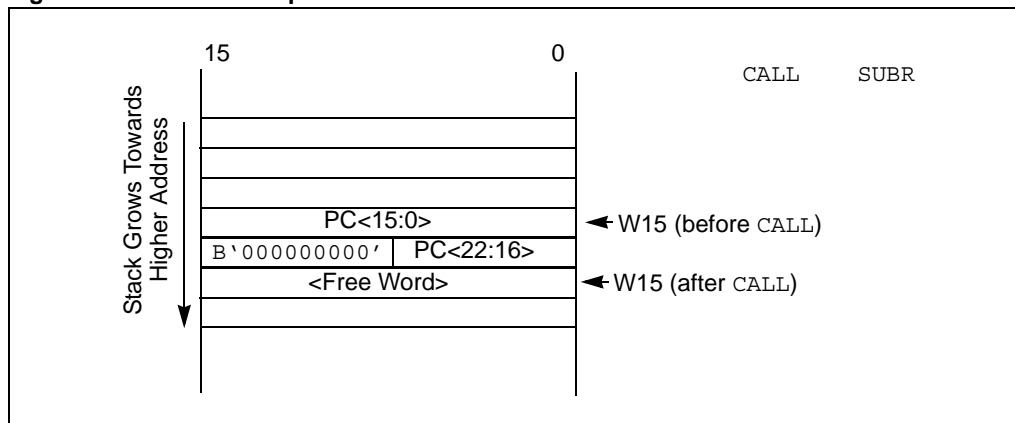 15 0
CALL SUBR
Stack Grows Towards
Higher Address
PC<15:0>
W15 (before CALL)
B‘000000000’ PC<22:16>
<Free Word>
W15 (after CALL)